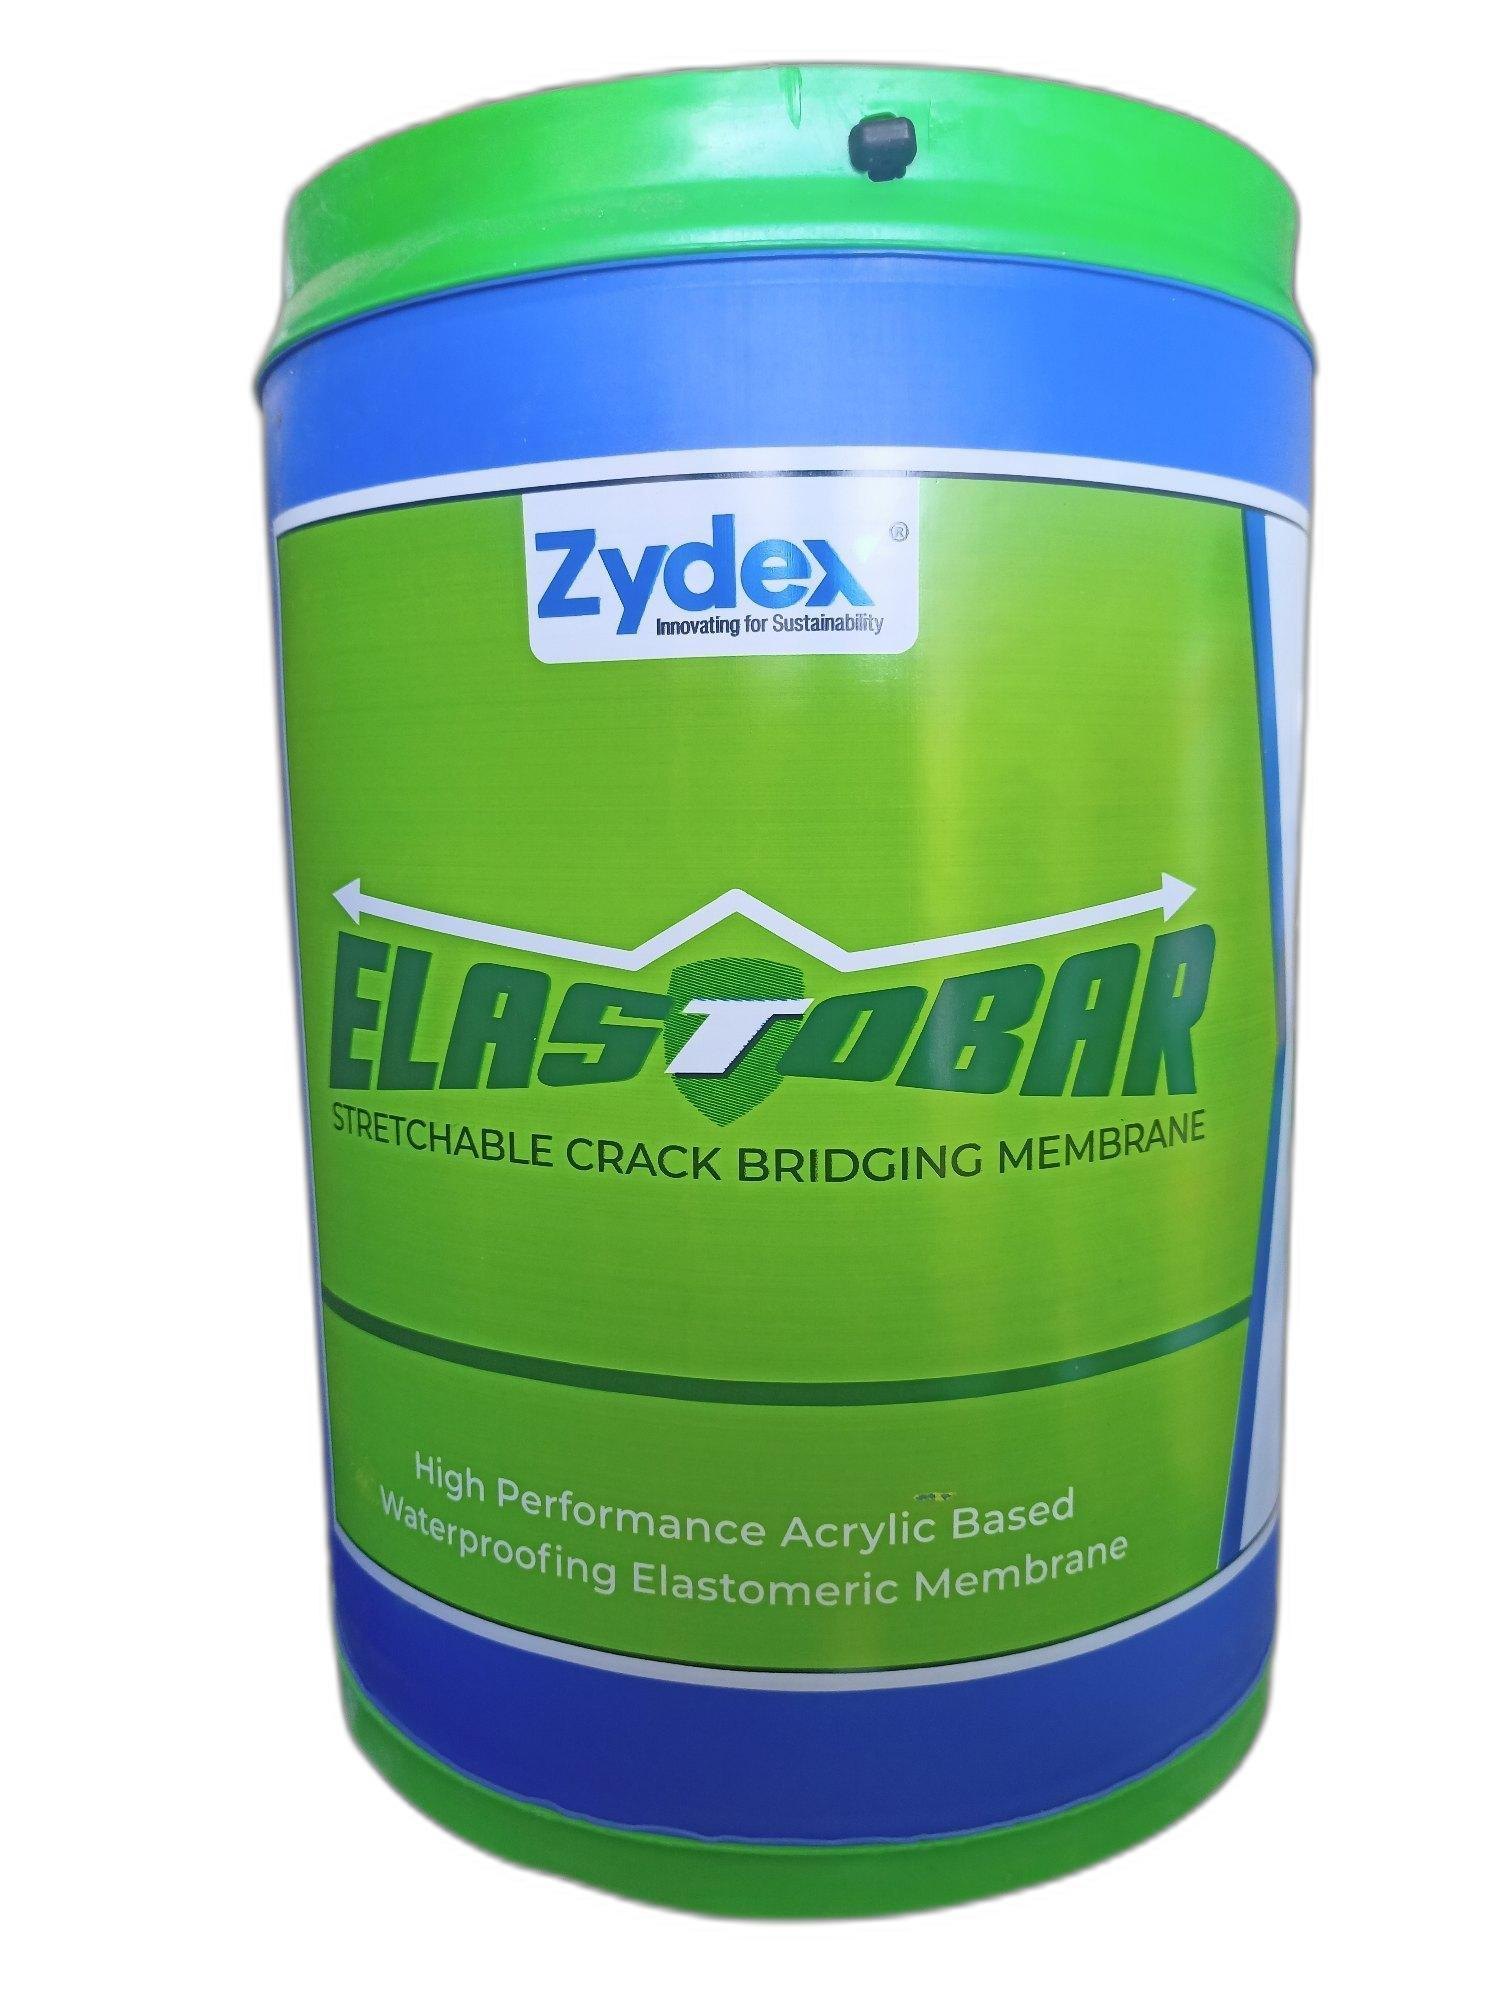 Zydex ®
Innovating for Sustainability
ELASTOBAR
STRETCHABLE CRACK BRIDGING MEMBRANE
High Performance Acrylic Based
Waterproofing Elastomeric Membrane